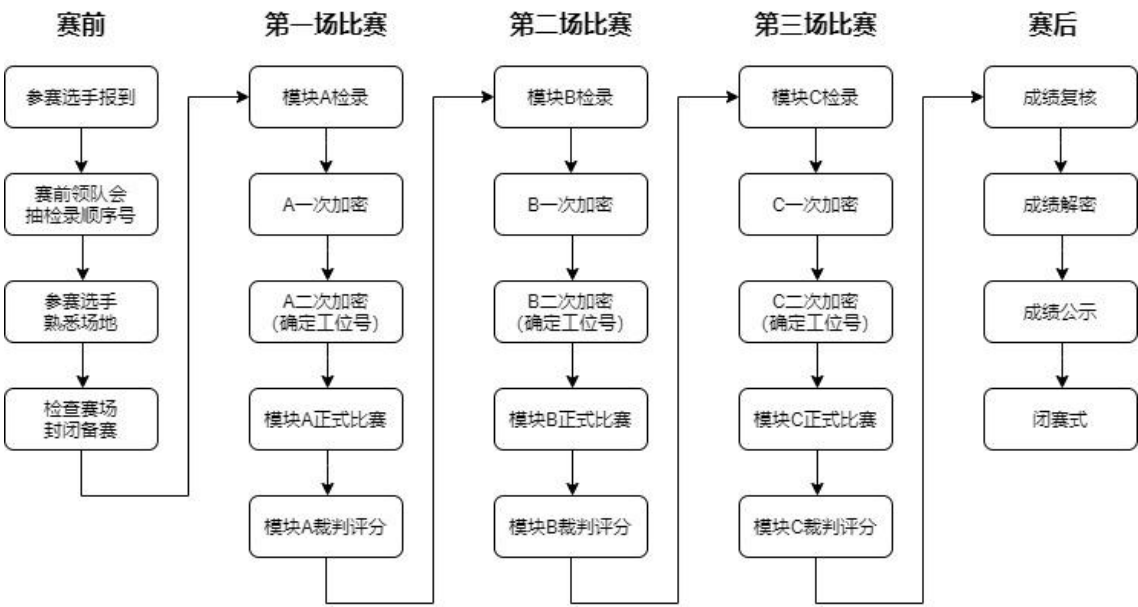 赛前
参赛选手报到
赛前领队会
抽检录顺序号
参赛选手
熟悉场地
检查赛场
封闭备赛
第一场比赛
模块A检录
A一次加密
A二次加密
(确定工位号)
模块A正式比赛
模块A裁判评分
第二场比赛
模块B检录
B一次加密
B二次加密
(确定工位号)
模块B正式比赛
模块B裁判评分
第三场比赛
模块C检录
C一次加密
C二次加密
(确定工位号)
模块C正式比赛
模块C裁判评分
赛后
成绩复核
成绩解密
成绩公示
闭赛式